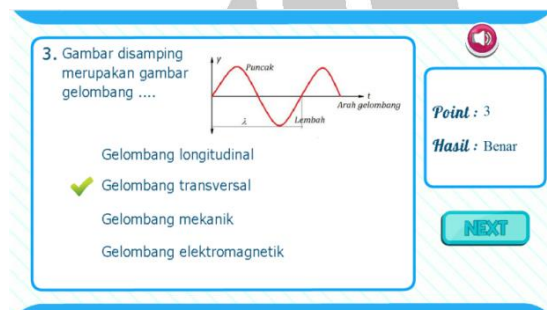 3. Gambar disamping
merupakan gambar
gelombang ....
y
Puncak
t
Arah gelombang
λ
Lembah
Gelombang longitudinal
Gelombang transversal
Gelombang mekanik
Gelombang elektromagnetik
Point : 3
Hasil : Benar
NEXT